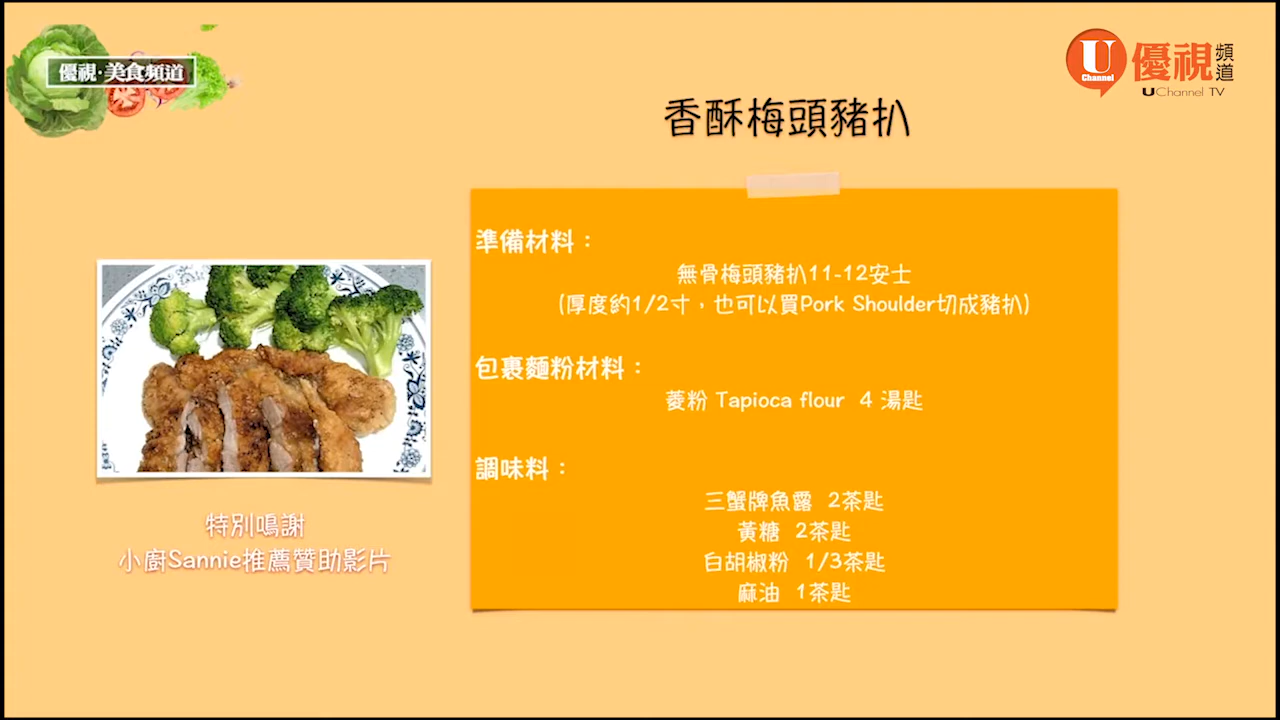 優視·美食頻道
U Channel
優視頻道
UChannel TV
香酥梅頭豬扒
準備材料：
無骨梅頭豬扒11-12安士
(厚度約1/2寸，也可以買Pork Shoulder切成豬扒)
包裹麵粉材料：
菱粉 Tapioca flour 4 湯匙
調味料：
三蟹牌魚露 2茶匙
黃糖 2茶匙
白胡椒粉 1/3茶匙
麻油 1茶匙
特別鳴謝
小廚Sannie推薦贊助影片